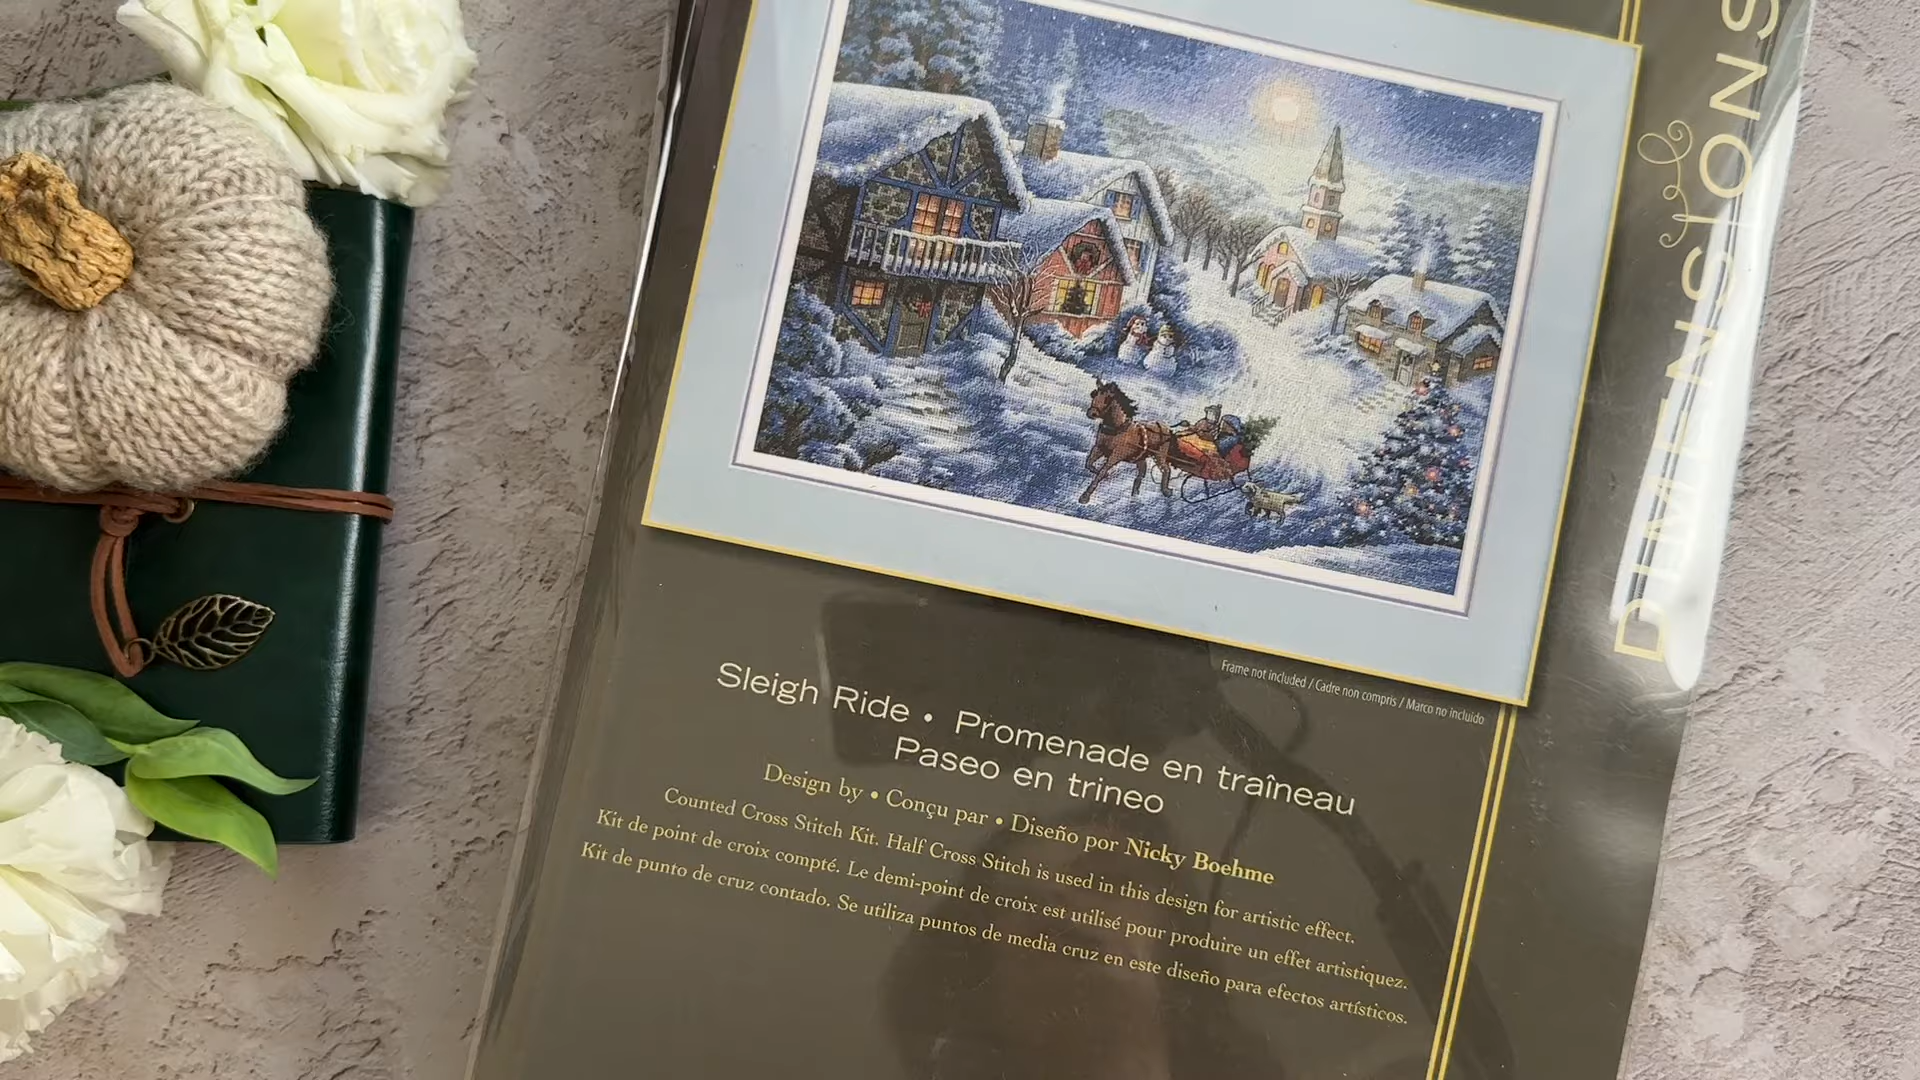 DIMENSIONS
Frame not included / Cadre non compris / Marco no incluido
Sleigh Ride • Promenade en traîneau
Paseo en trineo
Design by • Conçu par • Diseño por Nicky Boehme
Counted Cross Stitch Kit. Half Cross Stitch is used in this design for artistic effect.
Kit de point de croix compté. Le demi-point de croix est utilisé pour produire un effet artistiquez.
Kit de punto de cruz contado. Se utiliza puntos de media cruz en este diseño para efectos artísticos.